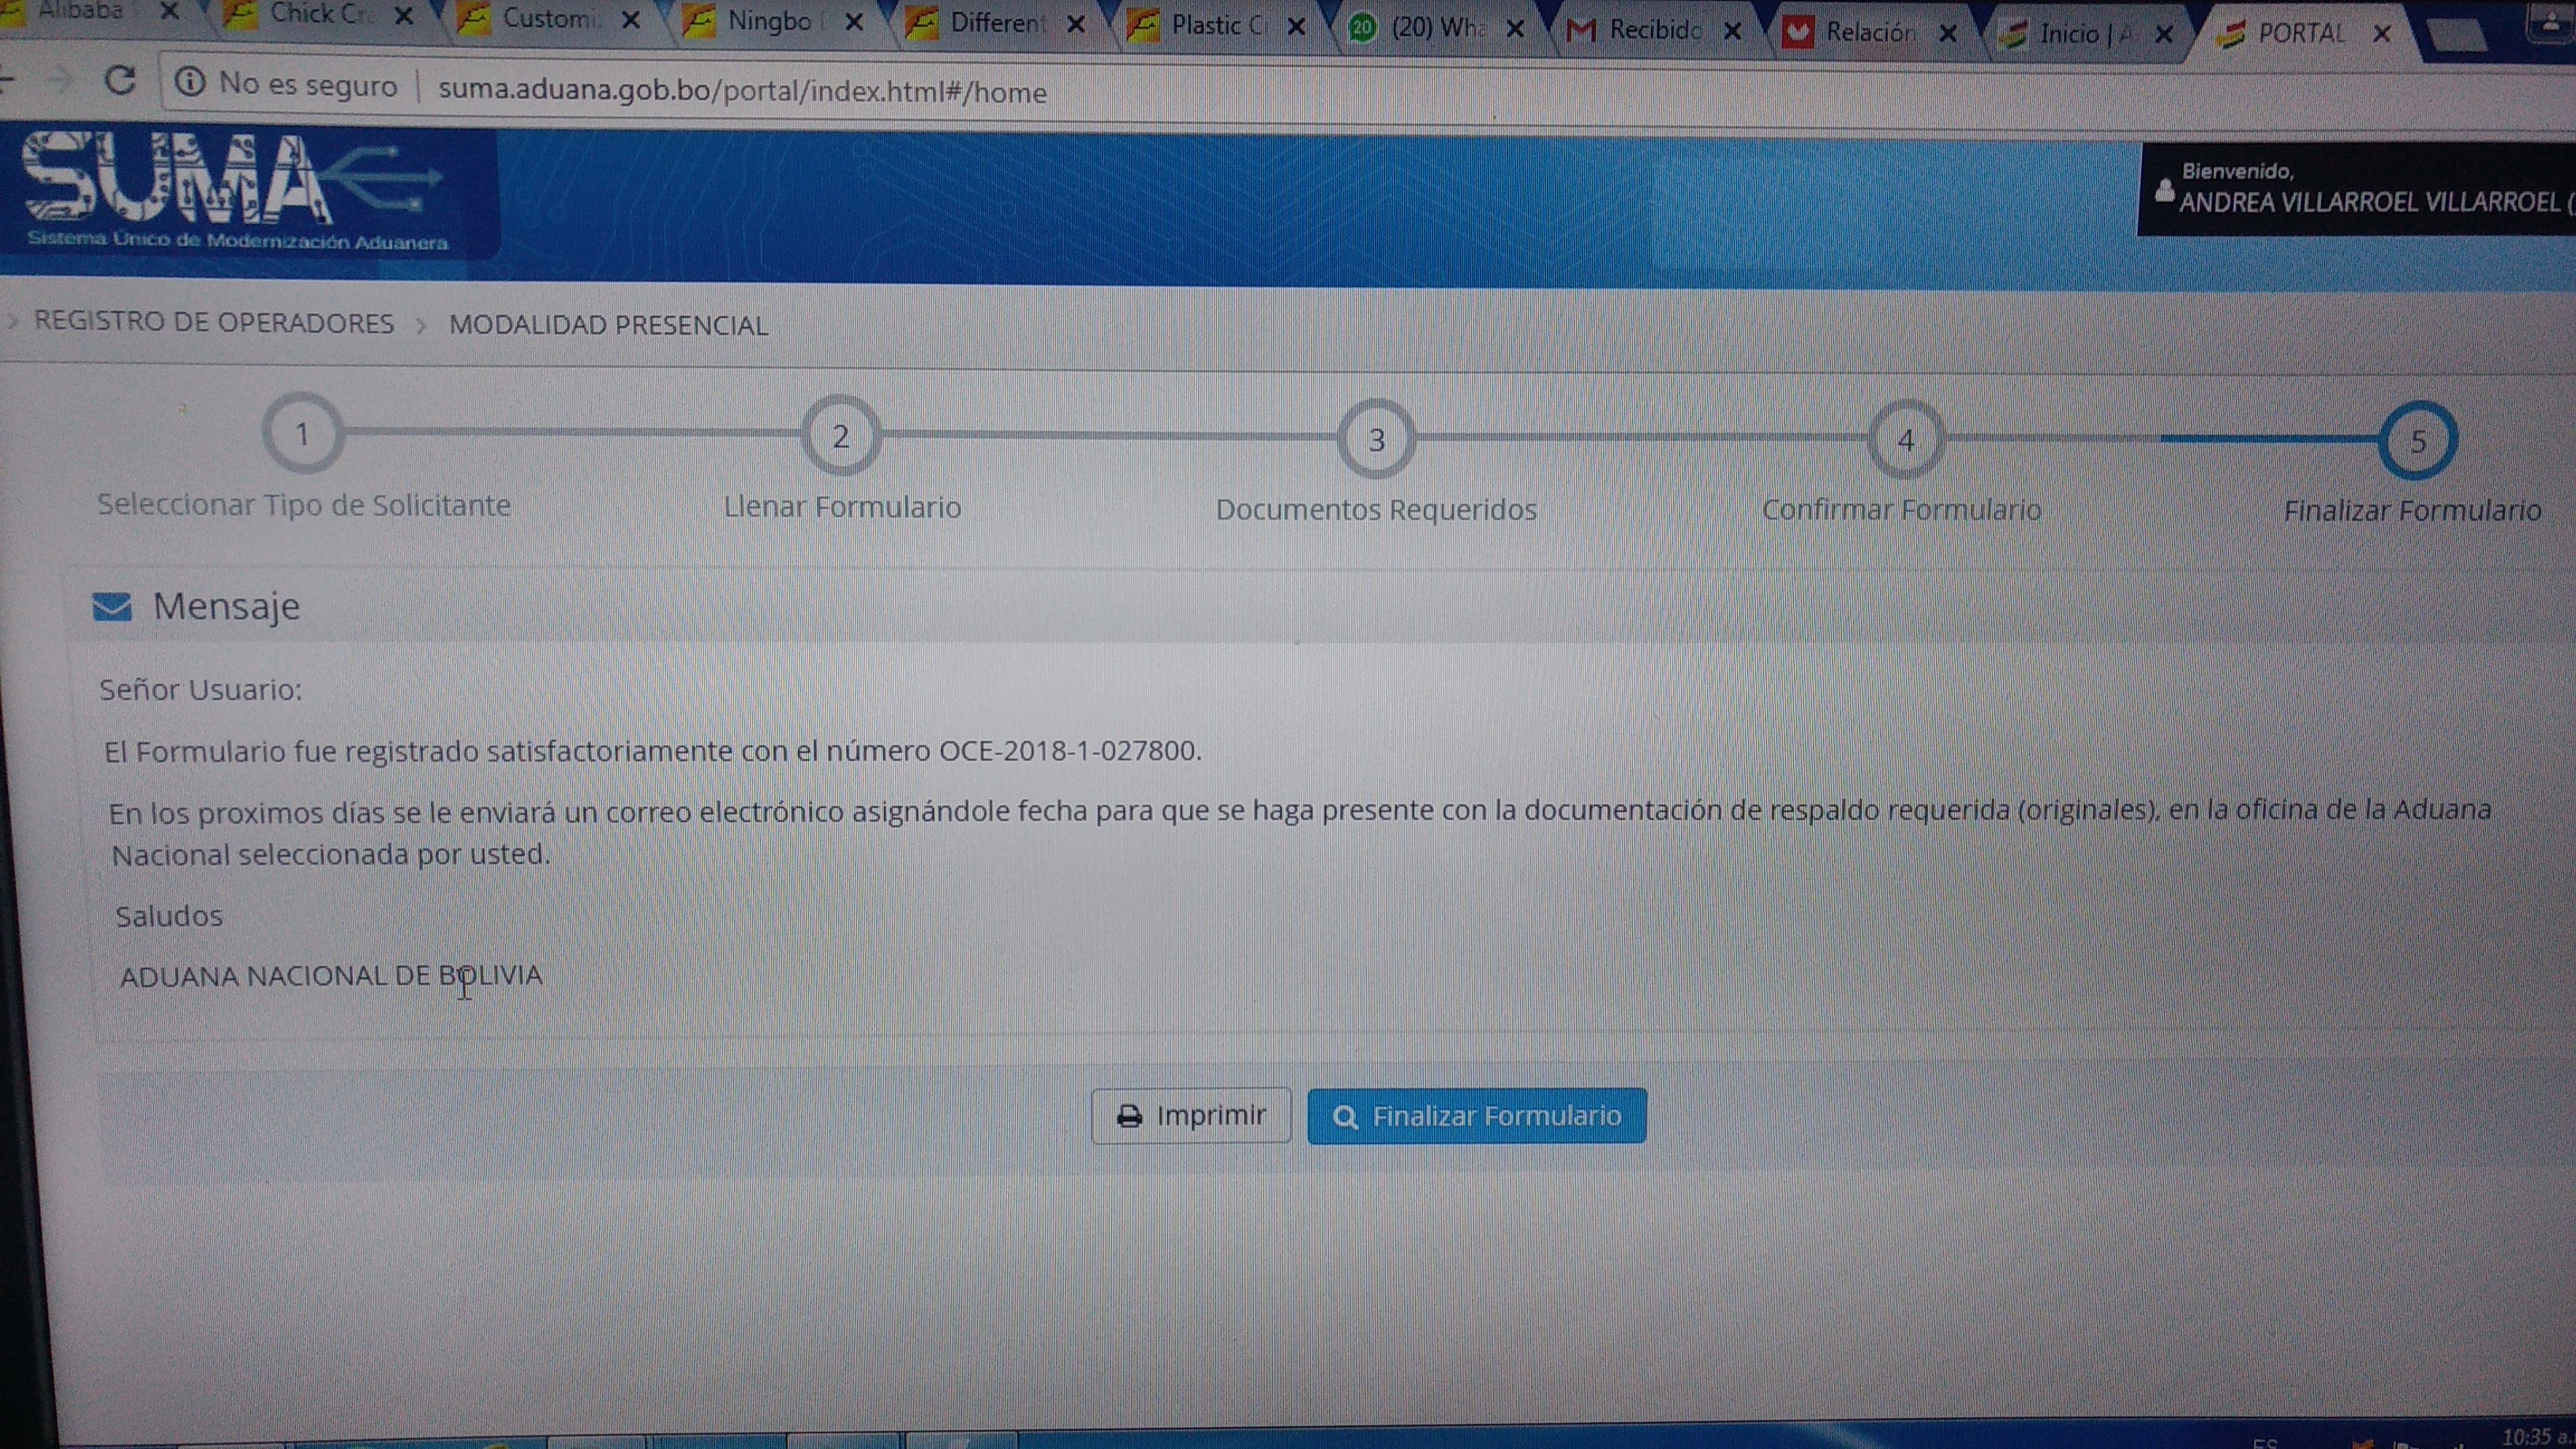 Alibaba
Chick Cr
Customi
Ningbo
Different
Plastic C
20 (20) Wha
Recibido
Relación
Inicio | A
PORTAL
No es seguro | suma.aduana.gob.bo/portal/index.html#/home
SUMA
Sistema Único de Modernización Aduanera
Bienvenido,
ANDREA VILLARROEL VILLARROEL (
> REGISTRO DE OPERADORES > MODALIDAD PRESENCIAL
1
2
3
4
5
Seleccionar Tipo de Solicitante
Llenar Formulario
Documentos Requeridos
Confirmar Formulario
Finalizar Formulario
Mensaje
Señor Usuario:
El Formulario fue registrado satisfactoriamente con el número OCE-2018-1-027800.
En los proximos días se le enviará un correo electrónico asignándole fecha para que se haga presente con la documentación de respaldo requerida (originales), en la oficina de la Aduana
Nacional seleccionada por usted.
Saludos
ADUANA NACIONAL DE BOLIVIA
Imprimir
Finalizar Formulario
ES
10:35 a.